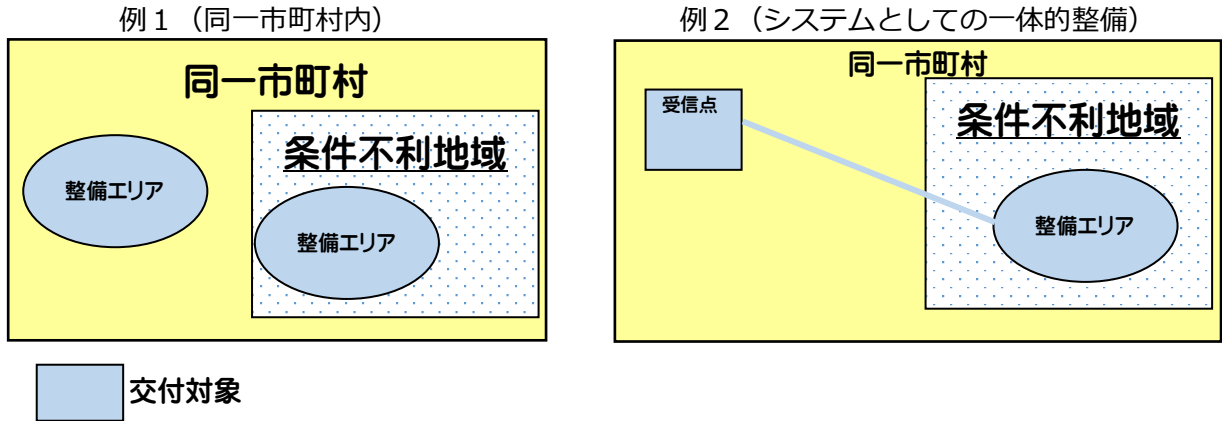 例１（同一市町村内）
同一市町村
条件不利地域
整備エリア
整備エリア
例２（システムとしての一体的整備）
同一市町村
受信点
条件不利地域
整備エリア
交付対象